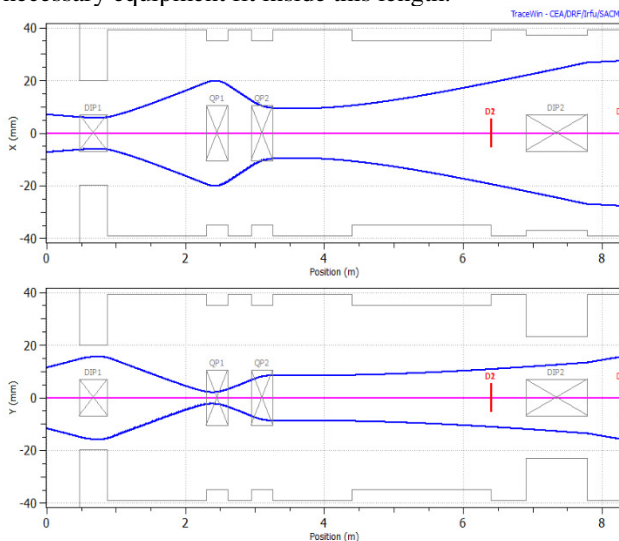 necessary equipment fit inside this length.
TraceWin - CEA/DRF/Irfu/SACM
40
20
0
-20
-40
X (mm)
DIP1
QP1
QP2
D2
DIP2
0
2
4
6
8
Position (m)
40
20
0
-20
-40
Y (mm)
DIP1
QP1
QP2
D2
DIP2
0
2
4
6
8
Position (m)